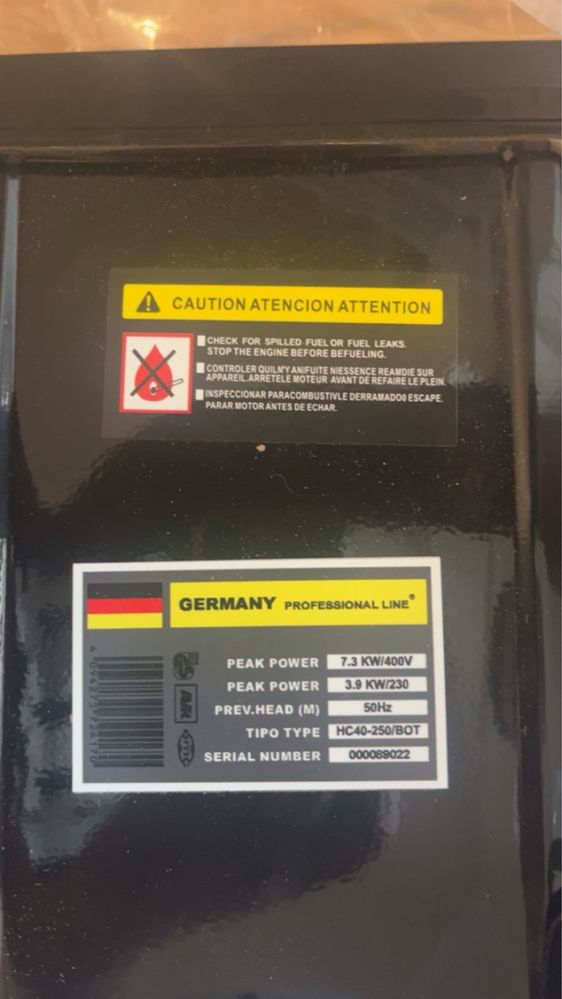 CAUTION ATENCION ATTENTION
CHECK FOR SPILLED FUEL OR FUEL LEAKS.
STOP THE ENGINE BEFORE BEFUELING.
CONTROLER QUILN'Y ANIFUITE NIESSENCE REAMDIE SUR
APPAREIL.ARRETELE MOTEUR AVANT DE REFAIRE LE PLEIN.
INSPECCIONAR PARACOMBUSTIVLE DERRAMADO0 ESCAPE.
PARAR MOTOR ANTES DE ECHAR.
GERMANY PROFESSIONAL LINE®
PEAK POWER 7.3 KW/400V
PEAK POWER 3.9 KW/230
PREV.HEAD (M) 50Hz
TIPO TYPE HC40-250/BOT
SERIAL NUMBER 000089022